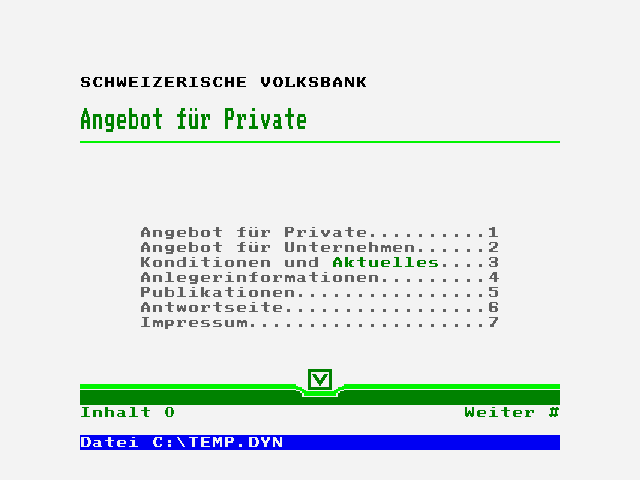 SCHWEIZERISCHE VOLKSBANK
Angebot für Private
Angebot für Private..........1
Angebot für Unternehmen......2
Konditionen und Aktuelles....3
Anlegerinformationen.........4
Publikationen................5
Antwortseite.................6
Impressum....................7
V
Inhalt 0 Weiter #
Datei C:\TEMP.DYN